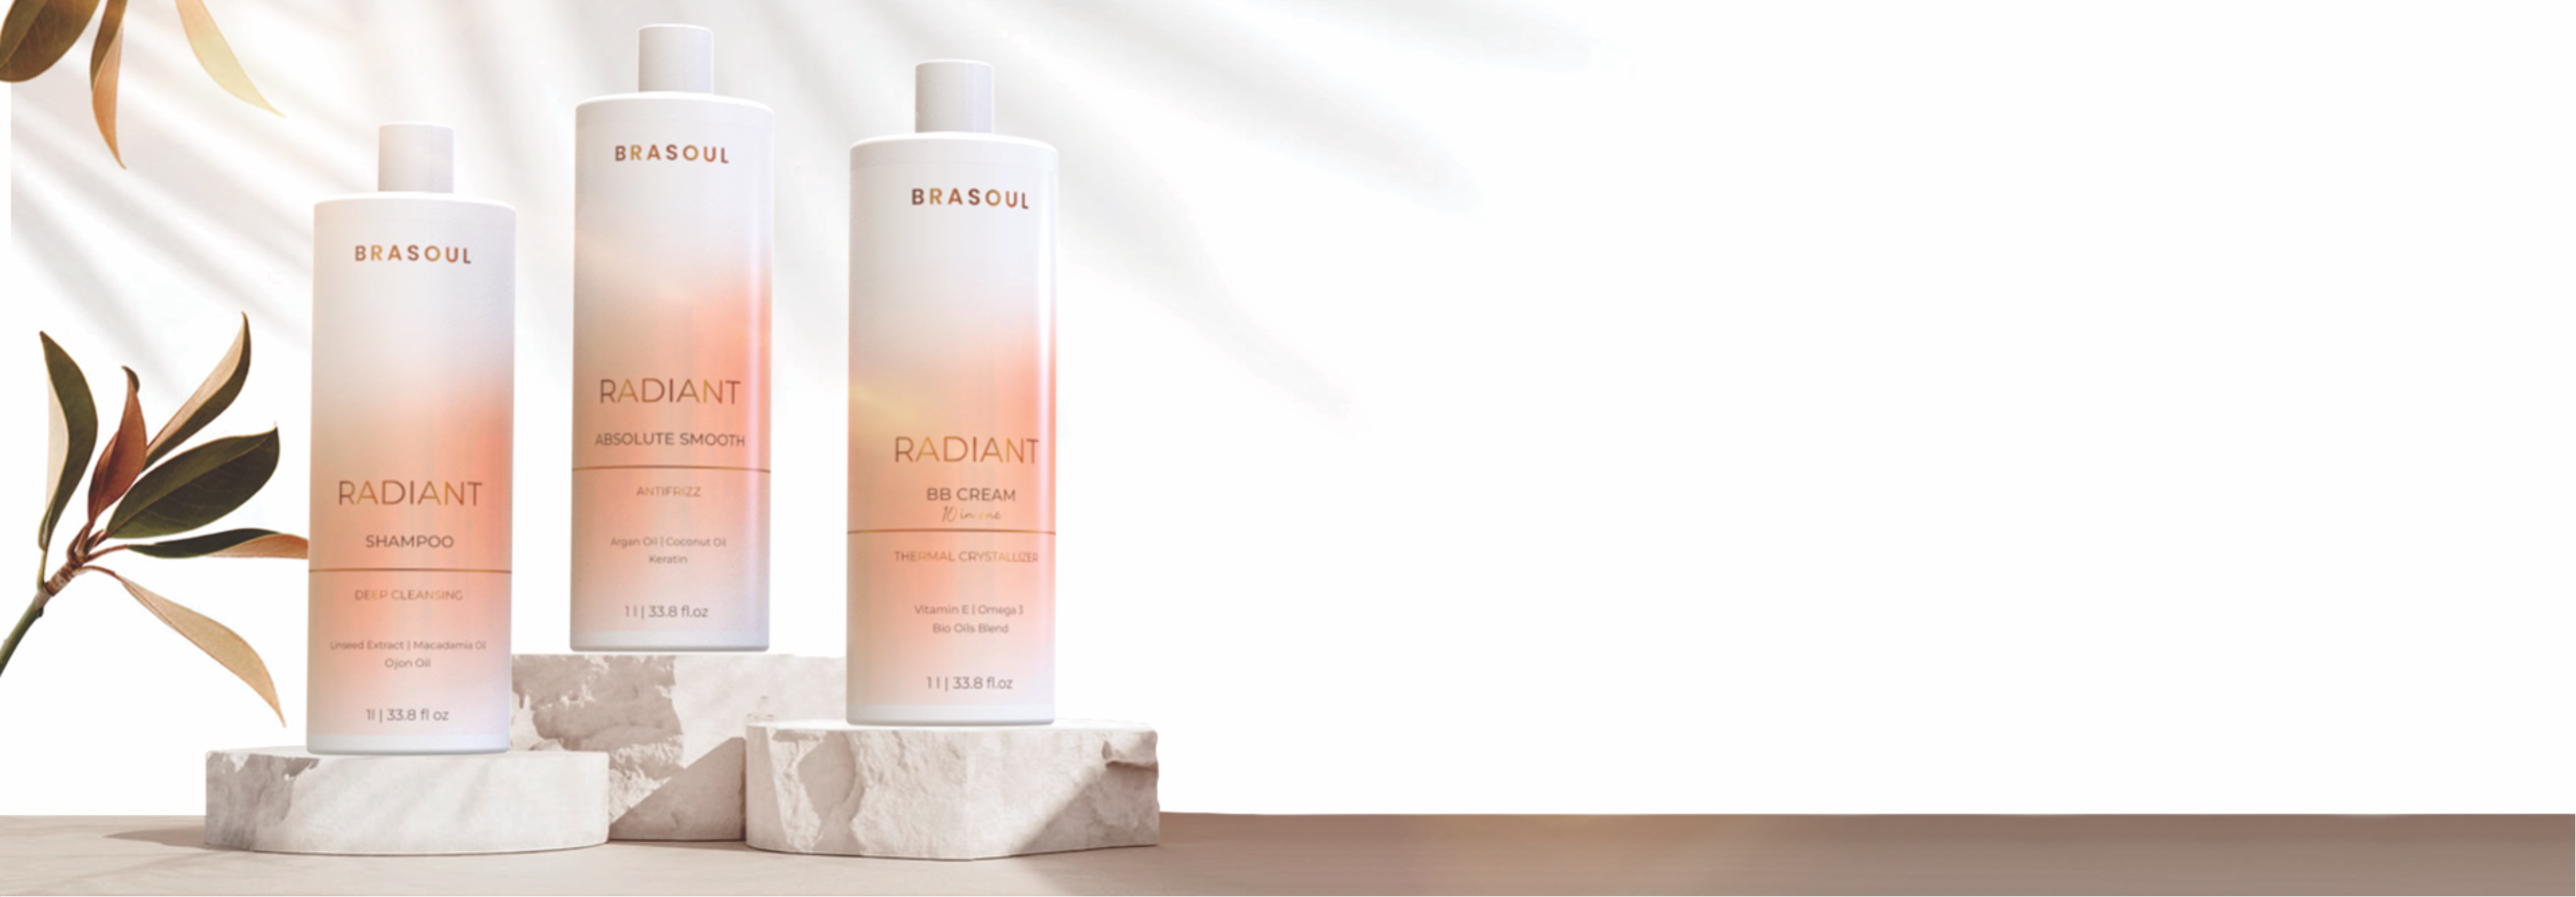 BRASOUL
RADIANT
SHAMPOO
DEEP CLEANSING
Linseed Extract | Macadamia Oil
Ojon Oil
1l | 33.8 fl oz
BRASOUL
RADIANT
ABSOLUTE SMOOTH
ANTIFRIZZ
Argan Oil | Coconut Oil
Keratin
1 l | 33.8 fl.oz
BRASOUL
RADIANT
BB CREAM
10 in one
THERMAL CRYSTALLIZER
Vitamin E | Omega 3
Bio Oils Blend
1 l | 33.8 fl.oz